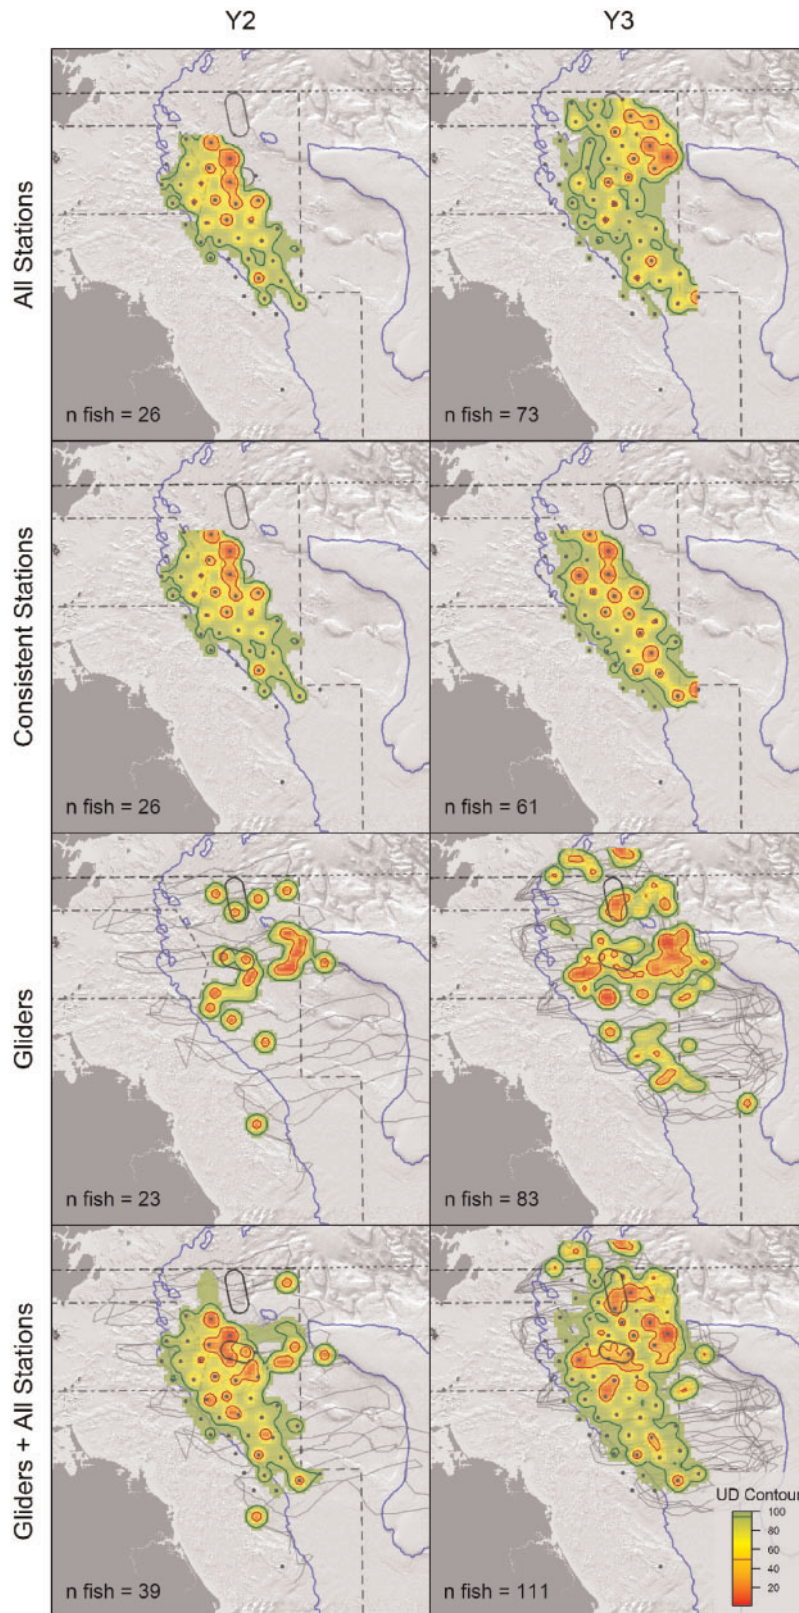 Y2 Y3
All Stations
n fish = 26
n fish = 73
Consistent Stations
n fish = 26
n fish = 61
Gliders
n fish = 23
n fish = 83
Gliders + All Stations
n fish = 39
n fish = 111
UD Contour
100
80
60
40
20